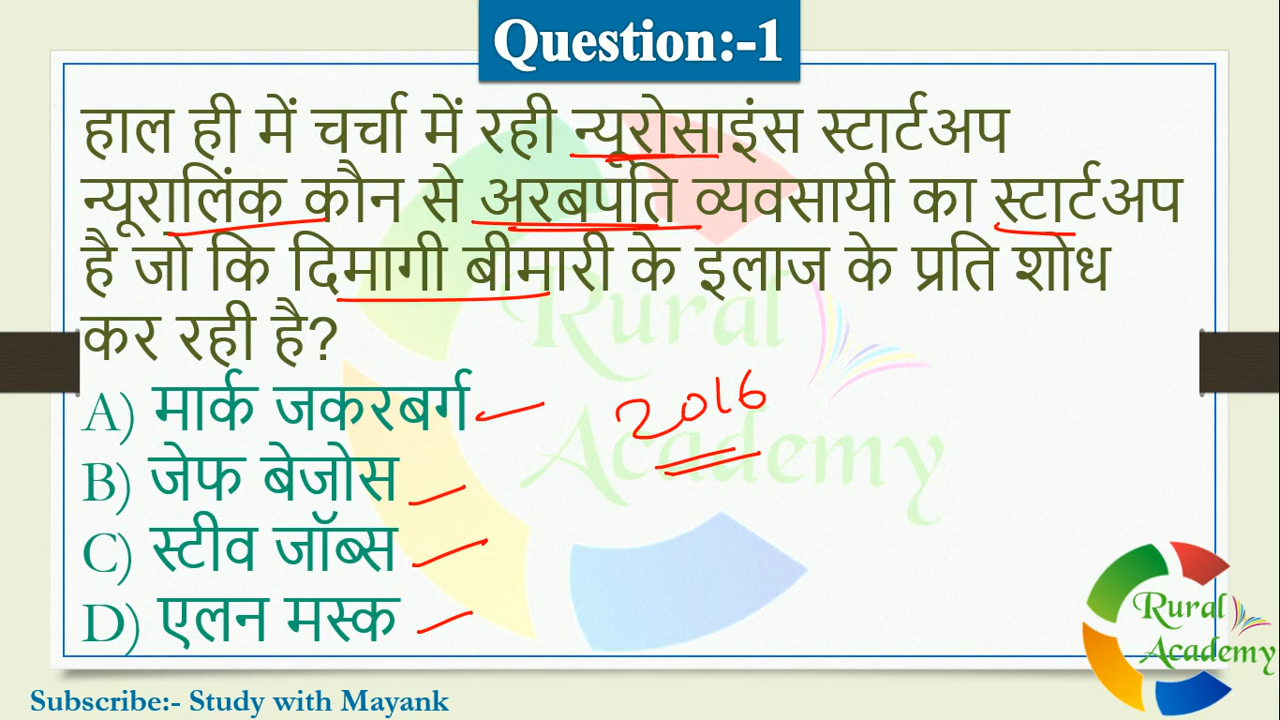 Question:-1
हाल ही में चर्चा में रही न्यूरोसाइंस स्टार्टअप
न्यूरालिंक कौन से अरबपति व्यवसायी का स्टार्टअप
है जो कि दिमागी बीमारी के इलाज के प्रति शोध
कर रही है?
A) मार्क जकरबर्ग
B) जेफ बेजोस
C) स्टीव जॉब्स
D) एलन मस्क
2016
Rural
Academy
Rural
Academy
Subscribe:- Study with Mayank